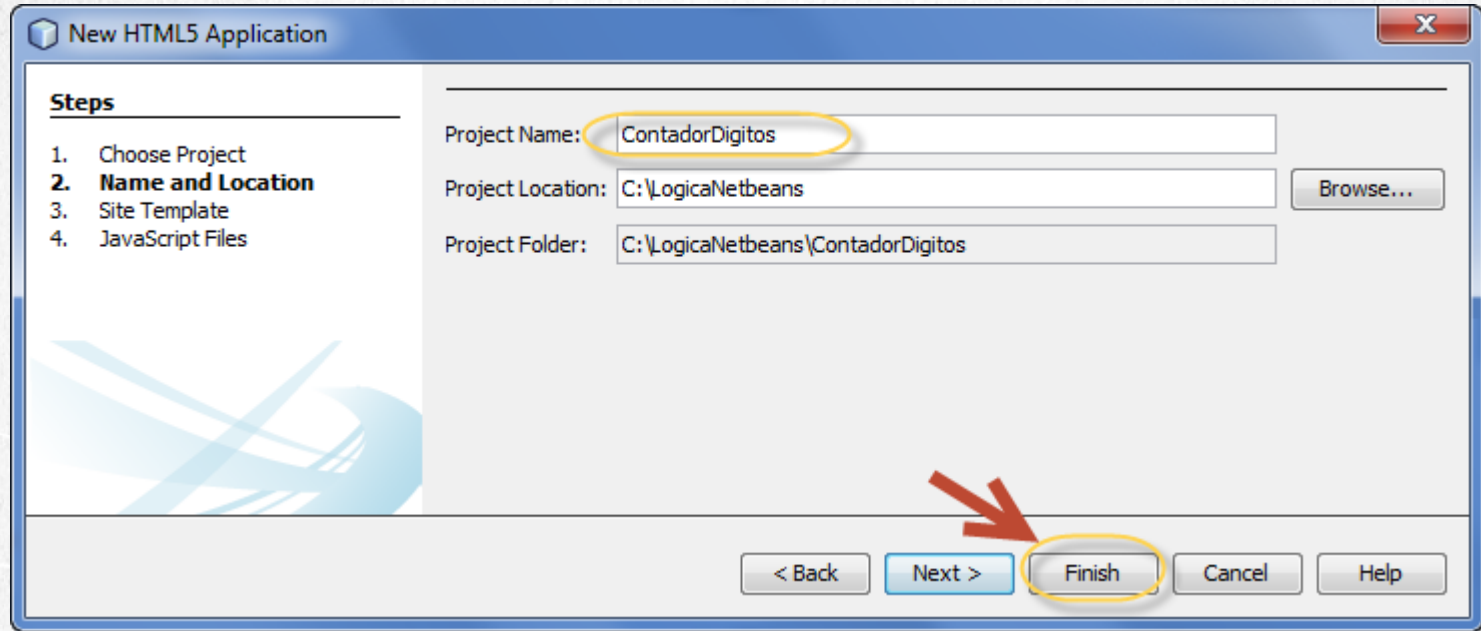 New HTML5 Application
Steps
1. Choose Project
2. Name and Location
3. Site Template
4. JavaScript Files
Project Name: ContadorDigitos
Project Location: C:\LogicaNetbeans Browse...
Project Folder: C:\LogicaNetbeans\ContadorDigitos
< Back Next > Finish Cancel Help